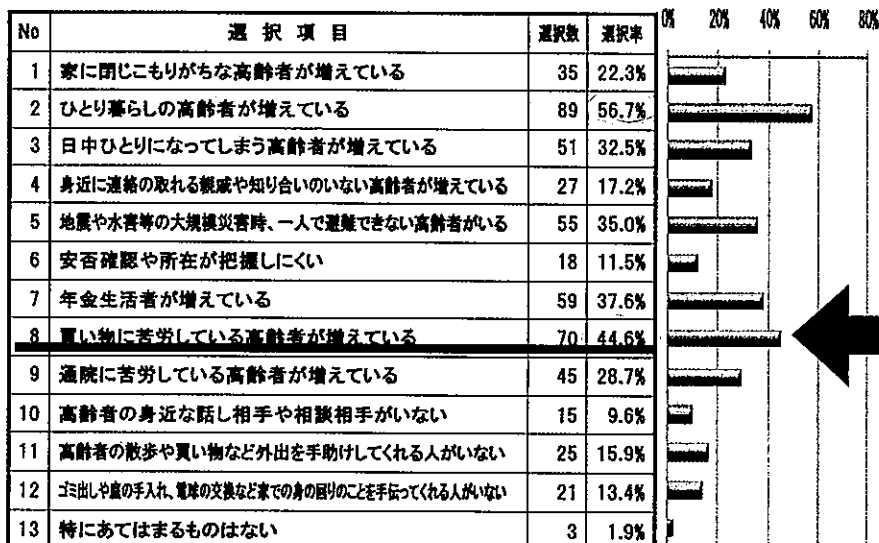 No 選択項目 選択数 選択率 0% 20% 40% 60% 80%
1 家に閉じこもりがちな高齢者が増えている 35 22.3%
2 ひとり暮らしの高齢者が増えている 89 56.7%
3 日中ひとりになってしまう高齢者が増えている 51 32.5%
4 身近に連絡の取れる親戚や知り合いのいない高齢者が増えている 27 17.2%
5 地震や水害等の大規模災害時、一人で避難できない高齢者がいる 55 35.0%
6 安否確認や所在が把握しにくい 18 11.5%
7 年金生活者が増えている 59 37.6%
8 買い物に苦労している高齢者が増えている 70 44.6%
9 通院に苦労している高齢者が増えている 45 28.7%
10 高齢者の身近な話し相手や相談相手がいない 15 9.6%
11 高齢者の散歩や買い物など外出を手助けしてくれる人がいない 25 15.9%
12 ゴミ出しや庭の手入れ、電球の交換など家での身の回りのことを手伝ってくれる人がいない 21 13.4%
13 特にあてはまるものはない 3 1.9%